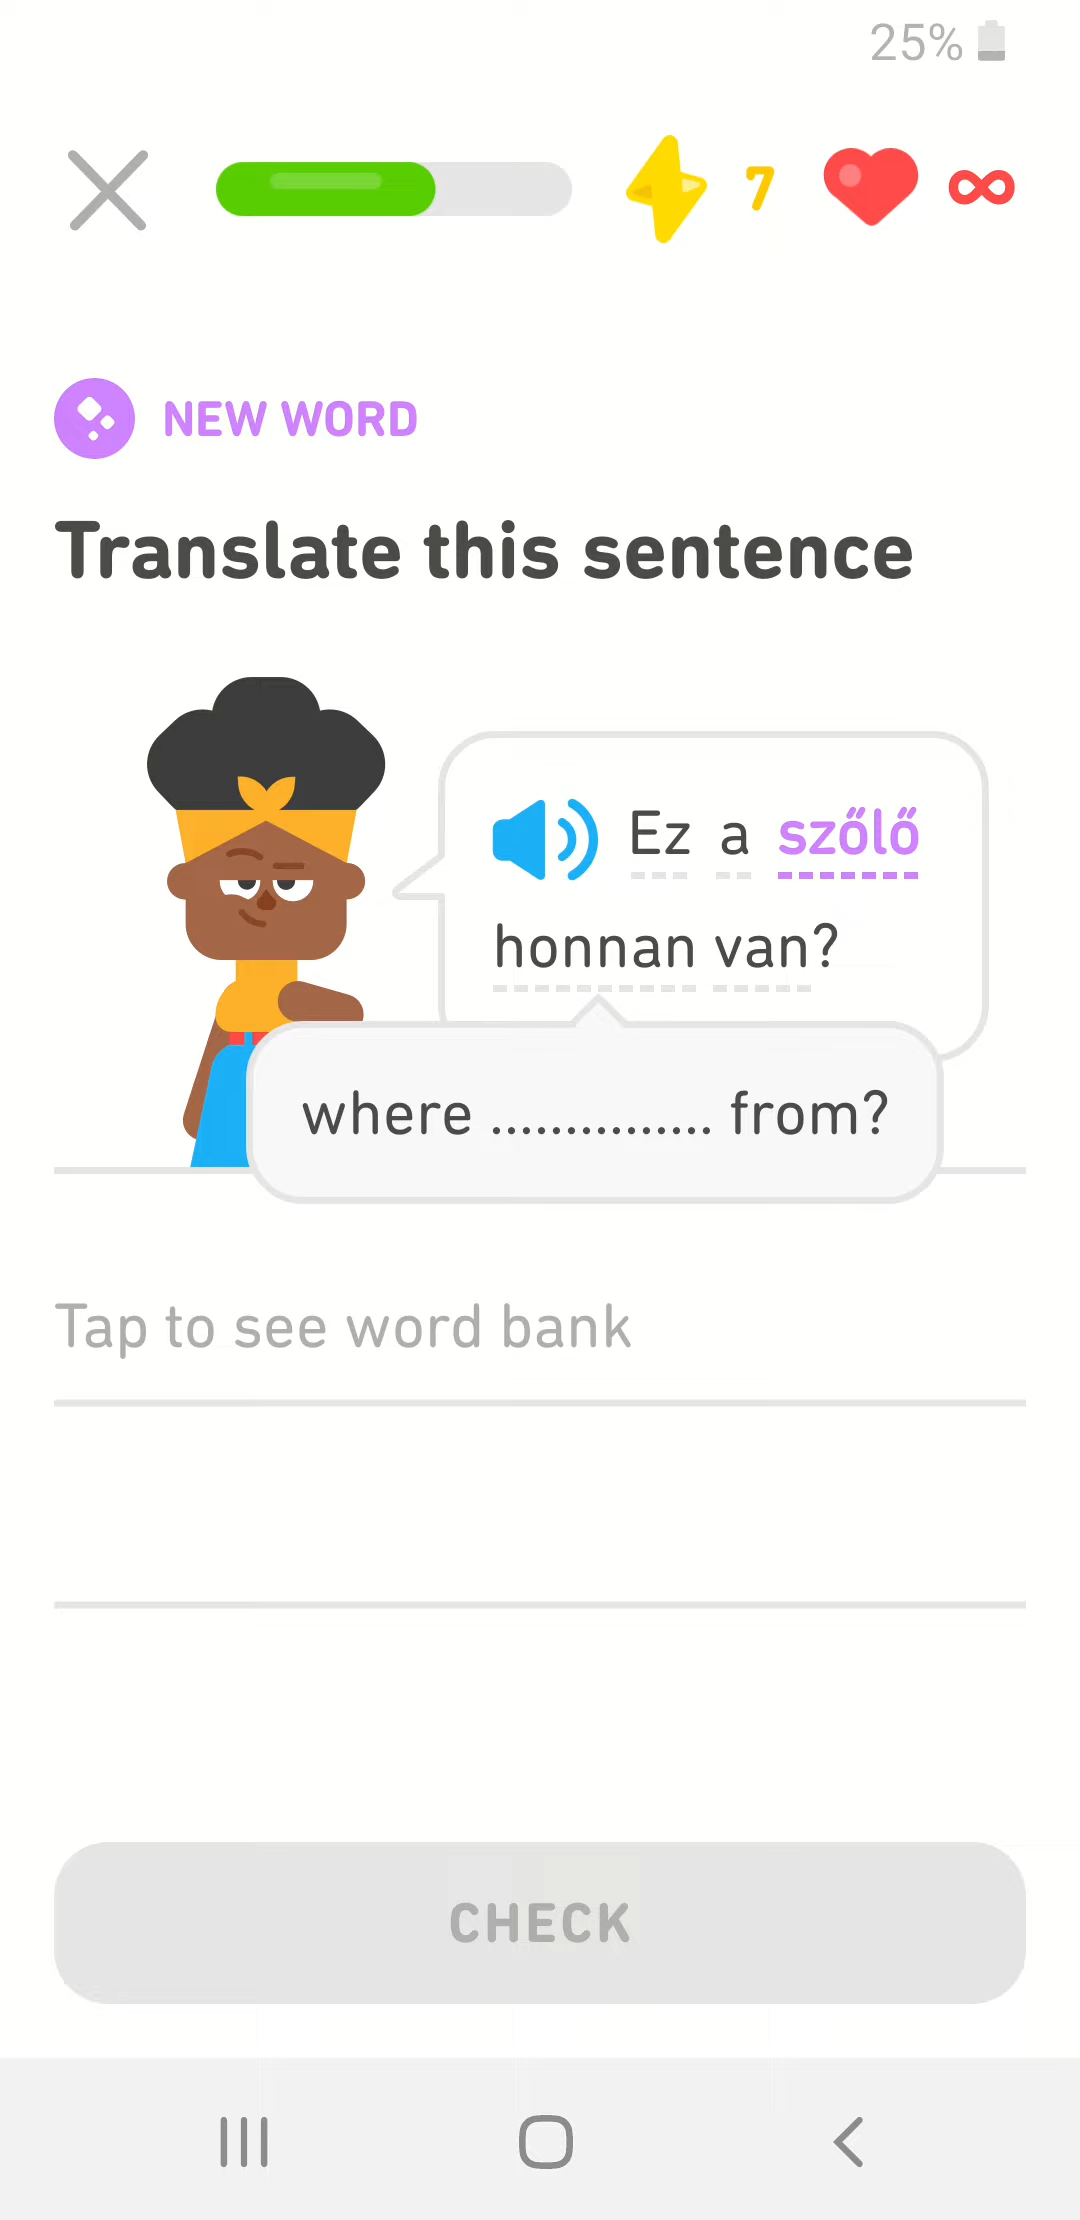 25%
7
NEW WORD
Translate this sentence
Ez a szőlő
honnan van?
where ............... from?
Tap to see word bank
CHECK